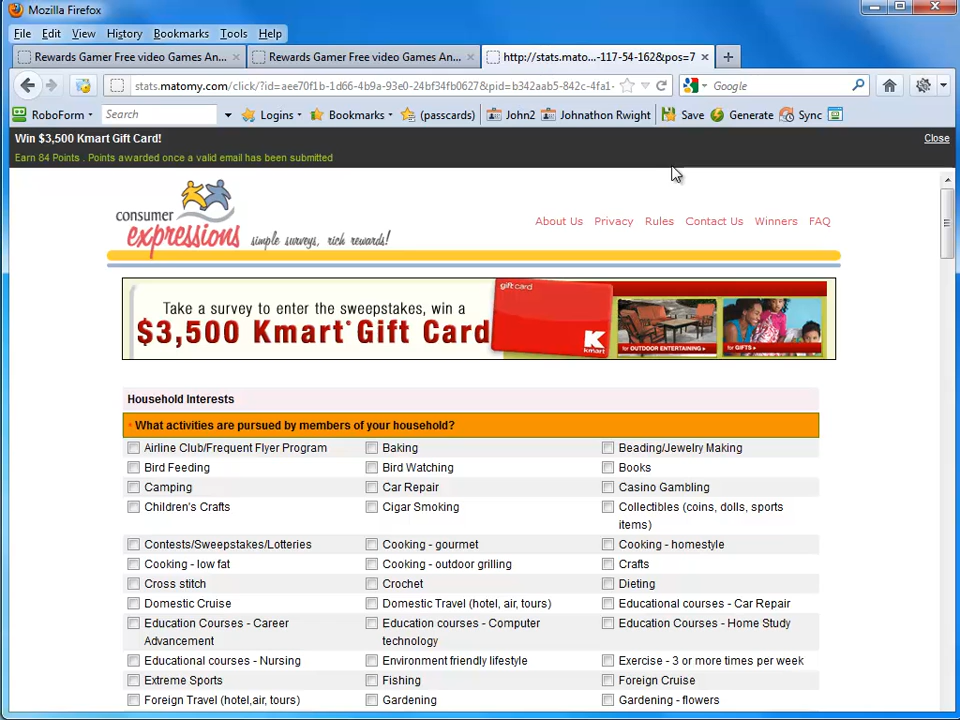 Mozilla Firefox
File Edit View History Bookmarks Tools Help
Rewards Gamer Free video Games An...
Rewards Gamer Free video Games An...
http://stats.mato...-117-54-162&pos=7
stats.matomy.com/click/?id=aee70f1b-1d66-4b9a-93e0-24bf34fb0627&pid=b342aab5-842c-4fa1-
Google
RoboForm Search Logins Bookmarks (passcards) John2 Johnathon Rwight Save Generate Sync
Win $3,500 Kmart Gift Card! Close
Earn 84 Points . Points awarded once a valid email has been submitted
consumer
expressions simple surveys, rich rewards!
About Us Privacy Rules Contact Us Winners FAQ
Take a survey to enter the sweepstakes, win a
$3,500 Kmart Gift Card
gift card
K
kmart
for OUTDOOR ENTERTAINING
for GIFTS
Household Interests
* What activities are pursued by members of your household?
Airline Club/Frequent Flyer Program Baking Beading/Jewelry Making
Bird Feeding Bird Watching Books
Camping Car Repair Casino Gambling
Children's Crafts Cigar Smoking Collectibles (coins, dolls, sports
items)
Contests/Sweepstakes/Lotteries Cooking - gourmet Cooking - homestyle
Cooking - low fat Cooking - outdoor grilling Crafts
Cross stitch Crochet Dieting
Domestic Cruise Domestic Travel (hotel, air, tours) Educational courses - Car Repair
Education Courses - Career Education courses - Computer Education Courses - Home Study
Advancement technology
Educational courses - Nursing Environment friendly lifestyle Exercise - 3 or more times per week
Extreme Sports Fishing Foreign Cruise
Foreign Travel (hotel,air, tours) Gardening Gardening - flowers